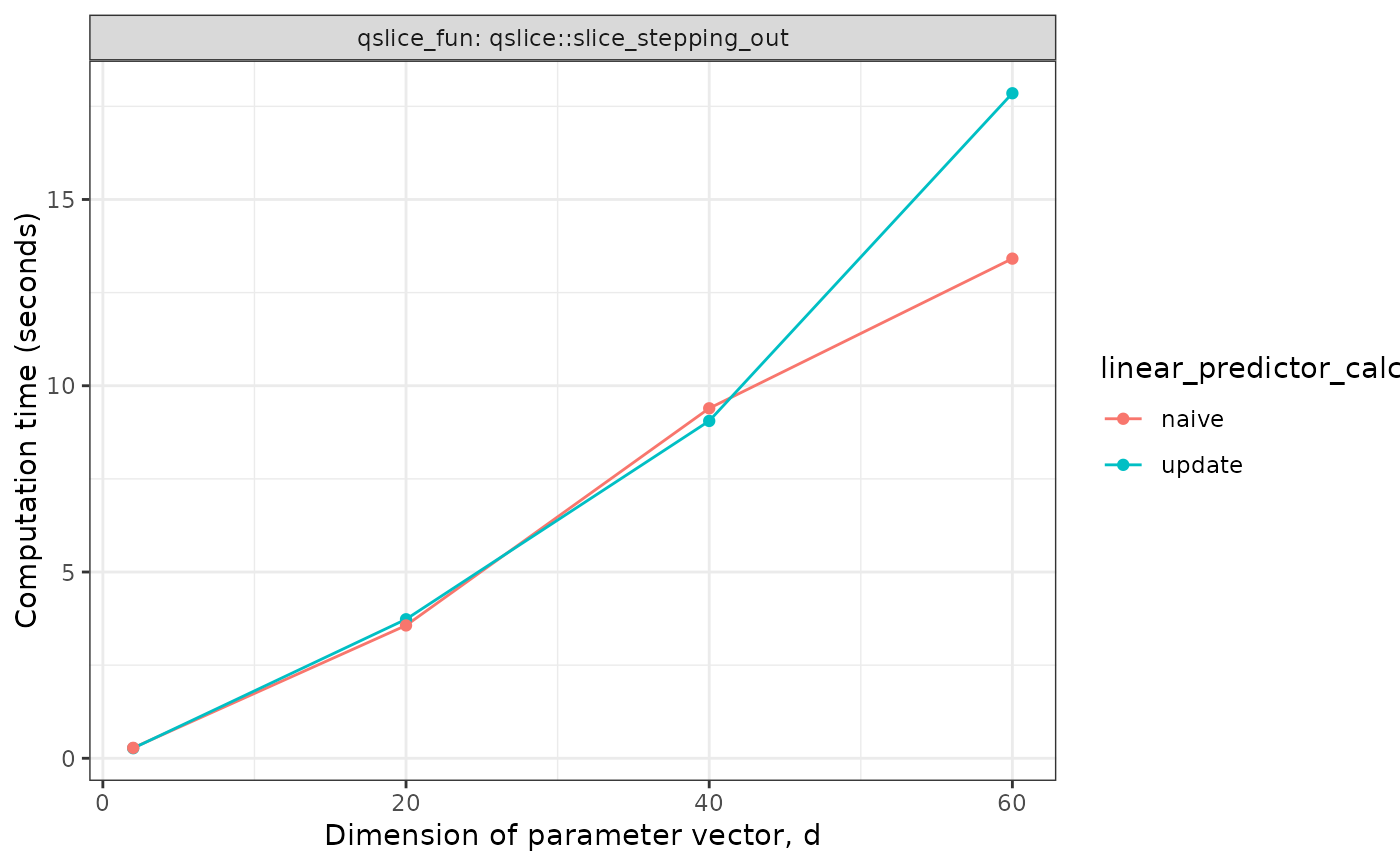 qslice_fun: qslice::slice_stepping_out
Computation time (seconds)
15
10
5
0
0 20 40 60
Dimension of parameter vector, d
linear_predictor_calc
naive
update